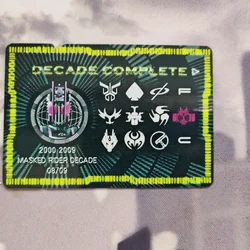 DECADE COMPLETE
2000 2009
MASKED RIDER DECADE
08/09